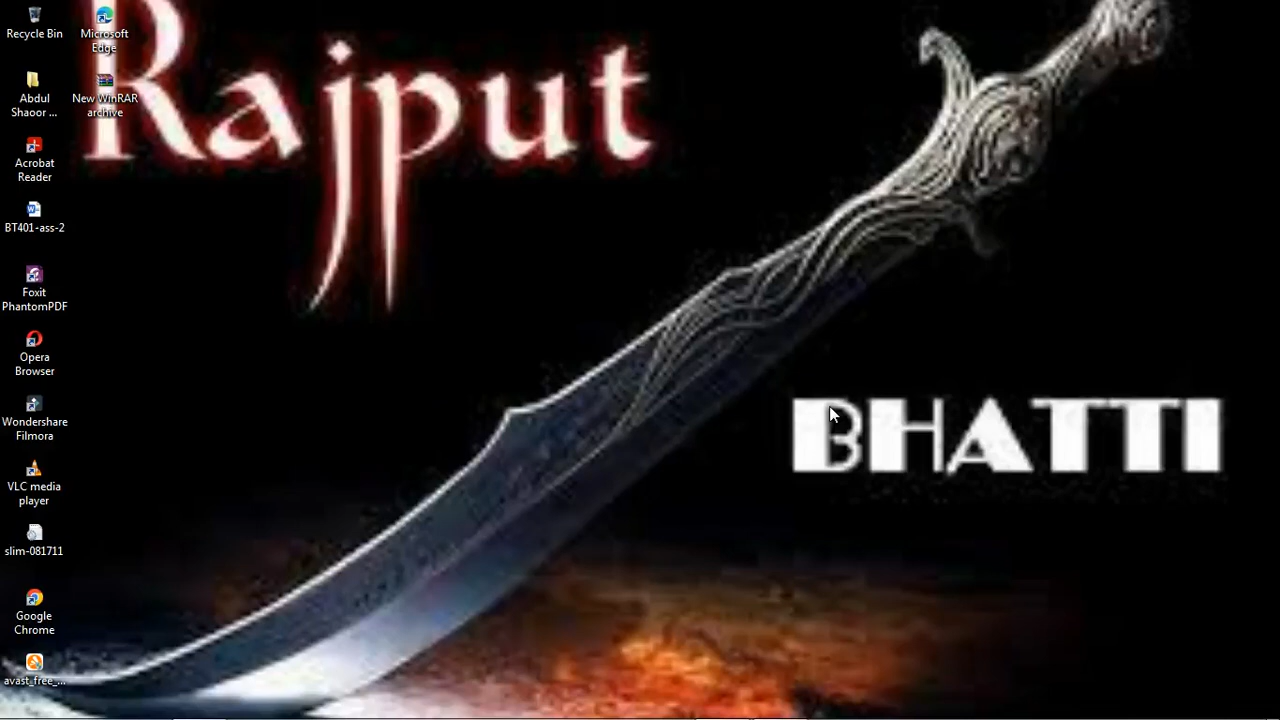 Rajput
BHATTI
Recycle Bin
Microsoft
Edge
Abdul
Shaoor ...
New WinRAR
archive
Acrobat
Reader
BT401-ass-2
Foxit
PhantomPDF
Opera
Browser
Wondershare
Filmora
VLC media
player
slim-081711
Google
Chrome
avast_free_...